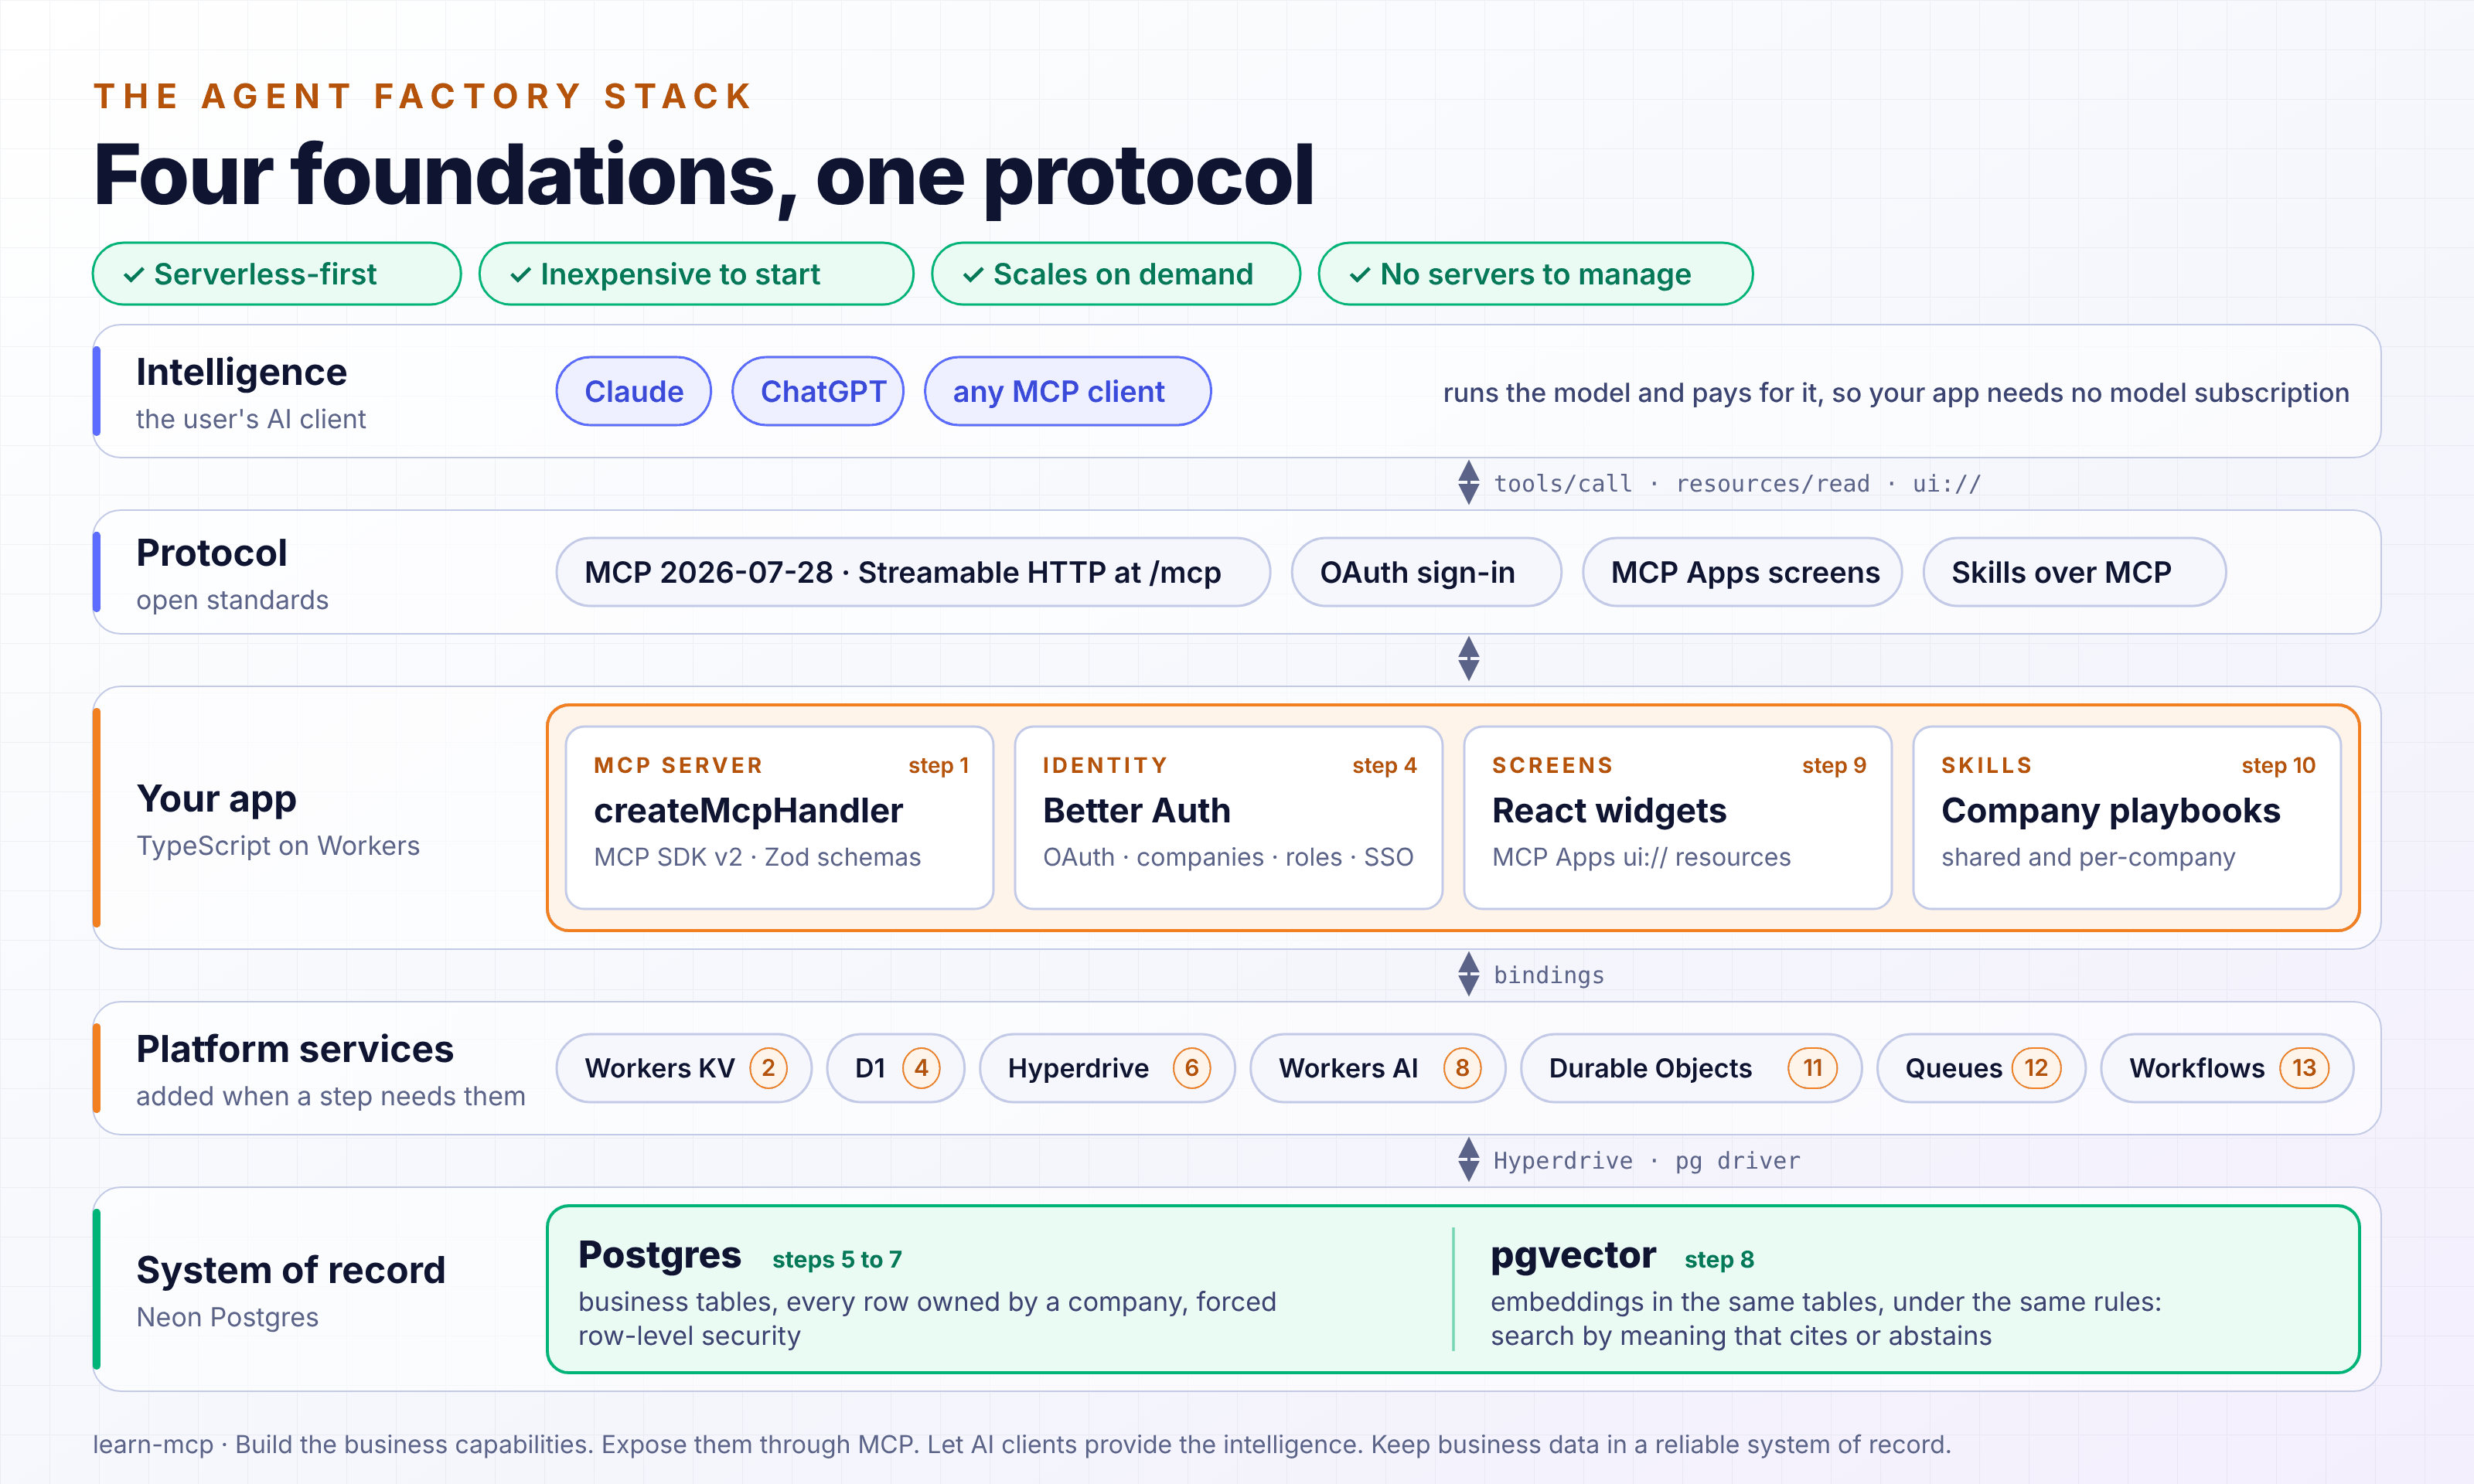 THE AGENT FACTORY STACK
Four foundations, one protocol
✓ Serverless-first
✓ Inexpensive to start
✓ Scales on demand
✓ No servers to manage
Intelligence
the user's AI client
Claude
ChatGPT
any MCP client
runs the model and pays for it, so your app needs no model subscription
tools/call · resources/read · ui://
Protocol
open standards
MCP 2026-07-28 · Streamable HTTP at /mcp
OAuth sign-in
MCP Apps screens
Skills over MCP
Your app
TypeScript on Workers
MCP SERVER
step 1
createMcpHandler
MCP SDK v2 · Zod schemas
IDENTITY
step 4
Better Auth
OAuth · companies · roles · SSO
SCREENS
step 9
React widgets
MCP Apps ui:// resources
SKILLS
step 10
Company playbooks
shared and per-company
bindings
Platform services
added when a step needs them
Workers KV 2
D1 4
Hyperdrive 6
Workers AI 8
Durable Objects 11
Queues 12
Workflows 13
Hyperdrive · pg driver
System of record
Neon Postgres
Postgres steps 5 to 7
business tables, every row owned by a company, forced
row-level security
pgvector step 8
embeddings in the same tables, under the same rules:
search by meaning that cites or abstains
learn-mcp · Build the business capabilities. Expose them through MCP. Let AI clients provide the intelligence. Keep business data in a reliable system of record.